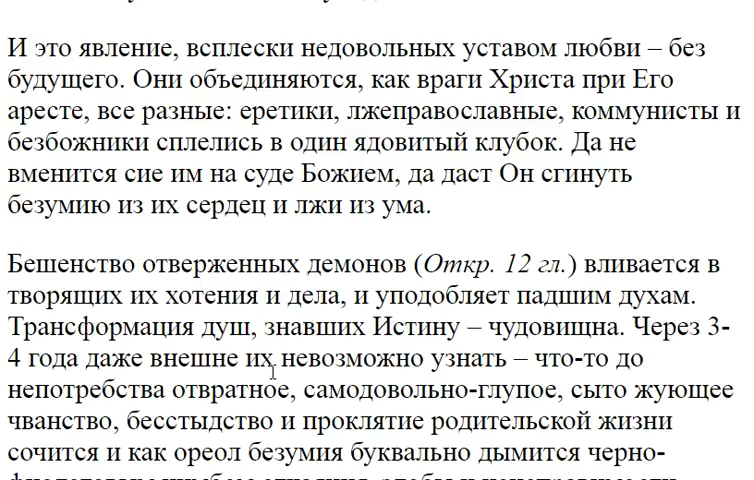 И это явление, всплески недовольных уставом любви – без
будущего. Они объединяются, как враги Христа при Его
аресте, все разные: еретики, лжеправославные, коммунисты и
безбожники сплелись в один ядовитый клубок. Да не
вменится сие им на суде Божием, да даст Он сгинуть
безумию из их сердец и лжи из ума.
Бешенство отверженных демонов (Откр. 12 гл.) вливается в
творящих их хотения и дела, и уподобляет падшим духам.
Трансформация душ, знавших Истину – чудовищна. Через 3-
4 года даже внешне их невозможно узнать – что-то до
непотребства отвратное, самодовольно-глупое, сыто жующее
чванство, бесстыдство и проклятие родительской жизни
сочится и как ореол безумия буквально дымится черно-